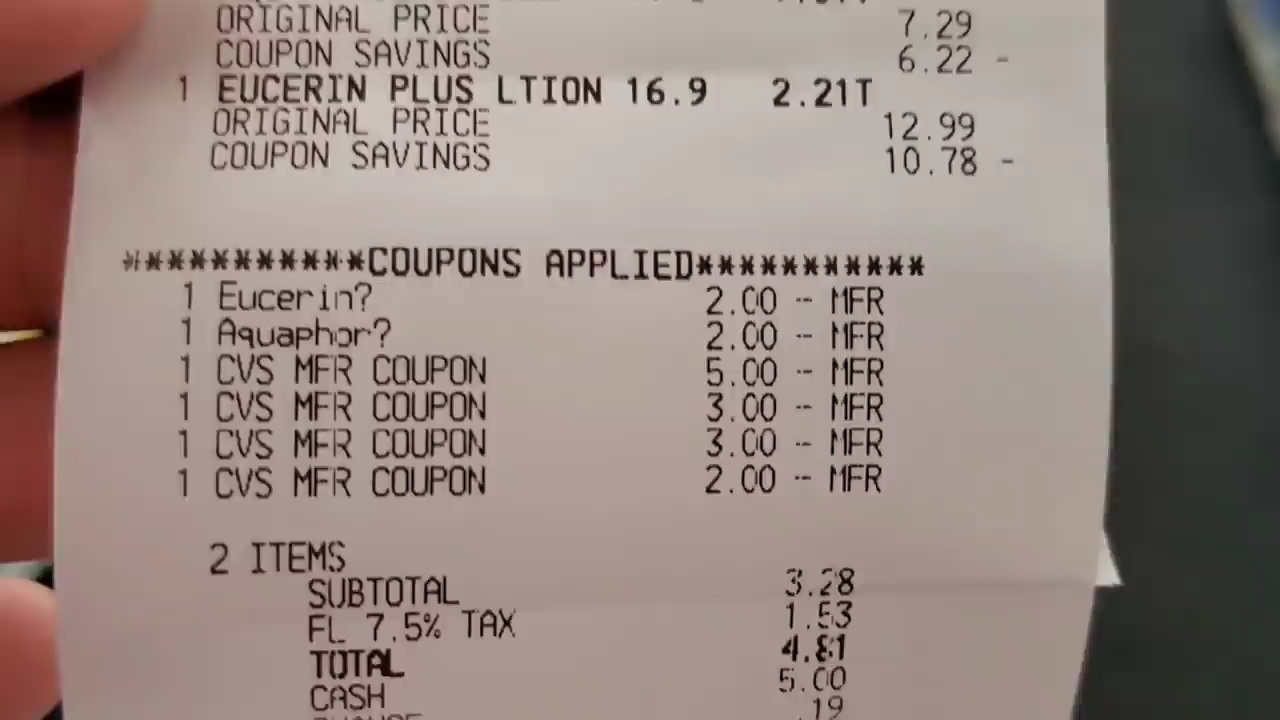 ORIGINAL PRICE 7.29
COUPON SAVINGS 6.22 -
1 EUCERIN PLUS LTION 16.9 2.21T
ORIGINAL PRICE 12.99
COUPON SAVINGS 10.78 -
***********COUPONS APPLIED***********
1 Eucerin? 2.00 - MFR
1 Aquaphor? 2.00 - MFR
1 CVS MFR COUPON 5.00 - MFR
1 CVS MFR COUPON 3.00 - MFR
1 CVS MFR COUPON 3.00 - MFR
1 CVS MFR COUPON 2.00 - MFR
2 ITEMS
SUBTOTAL 3.28
FL 7.5% TAX 1.53
TOTAL 4.81
CASH 5.00
.19